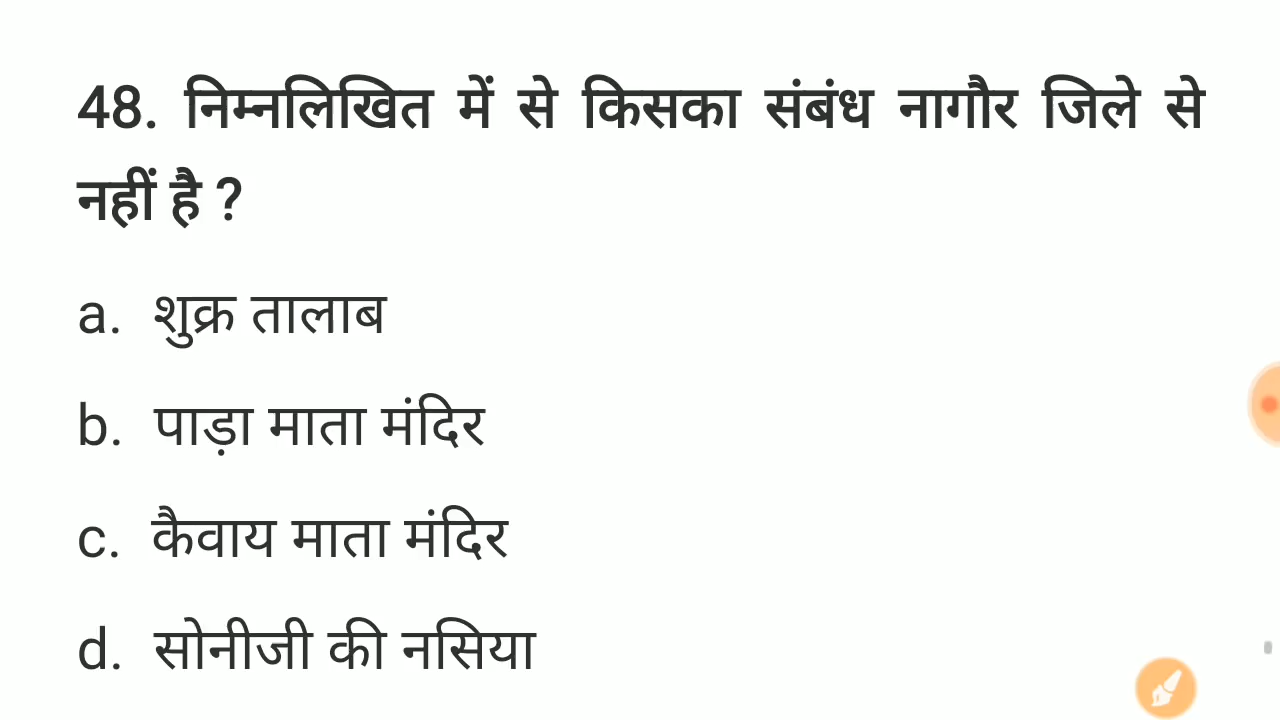 48. निम्नलिखित में से किसका संबंध नागौर जिले से
नहीं है ?
a. शुक्र तालाब
b. पाड़ा माता मंदिर
c. कैवाय माता मंदिर
d. सोनीजी की नसिया